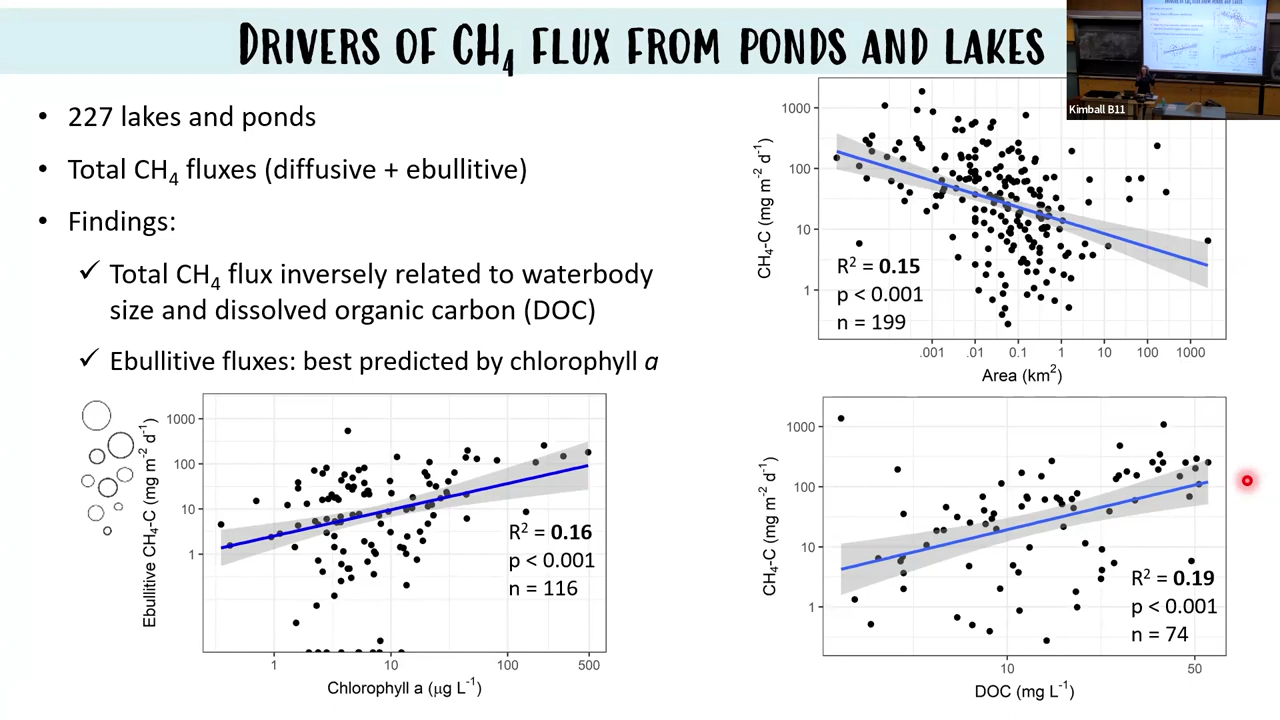 DRIVERS OF CH4 FLUX FROM PONDS AND LAKES
Kimball B11
• 227 lakes and ponds
• Total CH4 fluxes (diffusive + ebullitive)
• Findings:
✓ Total CH4 flux inversely related to waterbody
size and dissolved organic carbon (DOC)
✓ Ebullitive fluxes: best predicted by chlorophyll a
CH4-C (mg m-2 d-1)
1000
100
10
1
R2 = 0.15
p < 0.001
n = 199
.001 .01 0.1 1 10 100 1000
Area (km2)
Ebullitive CH4-C (mg m-2 d-1)
1000
100
10
1
R2 = 0.16
p < 0.001
n = 116
1 10 100 500
Chlorophyll a (μg L-1)
CH4-C (mg m-2 d-1)
1000
100
10
1
R2 = 0.19
p < 0.001
n = 74
10 50
DOC (mg L-1)